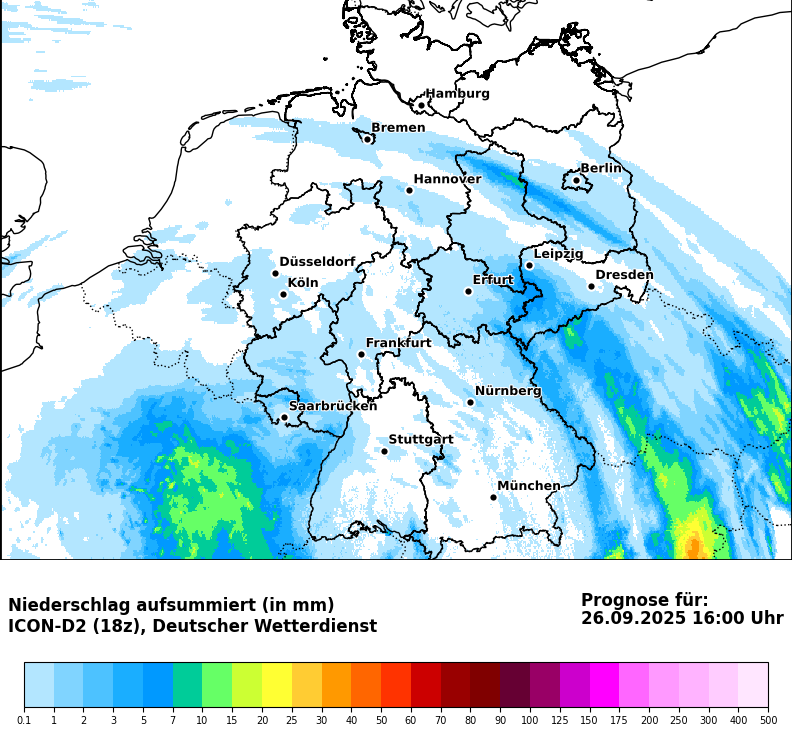 Hamburg
Bremen
Berlin
Hannover
Leipzig
Düsseldorf
Dresden
Köln
Erfurt
Frankfurt
Nürnberg
Saarbrücken
Stuttgart
München
Niederschlag aufsummiert (in mm)
ICON-D2 (18z), Deutscher Wetterdienst
Prognose für:
26.09.2025 16:00 Uhr
0.1 1 2 3 5 7 10 15 20 25 30 40 50 60 70 80 90 100 125 150 175 200 250 300 400 500